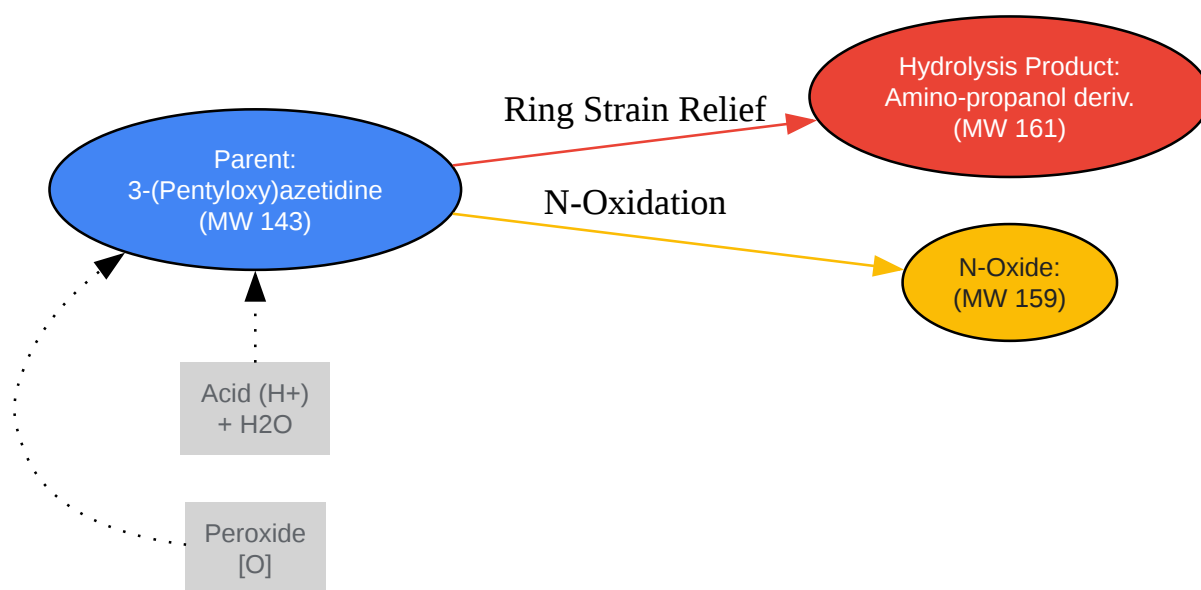 Hydrolysis Product:
Amino-propanol deriv.
(MW 161)
Ring Strain Relief
Parent:
3-(Pentyloxy)azetidine
(MW 143)
N-Oxidation
N-Oxide:
(MW 159)
Acid (H+)
+ H2O
Peroxide
[O]